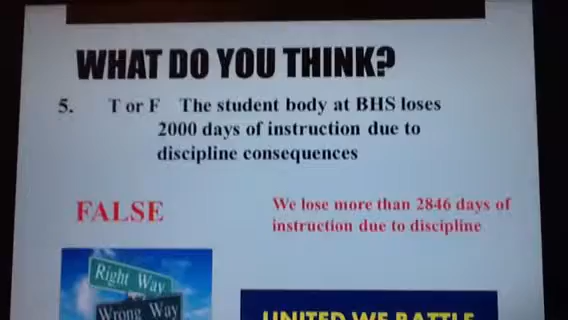 WHAT DO YOU THINK?
5. T or F The student body at BHS loses
2000 days of instruction due to
discipline consequences
FALSE
We lose more than 2846 days of
instruction due to discipline
Right Way
Wrong Way
UNITED WE BATTLE